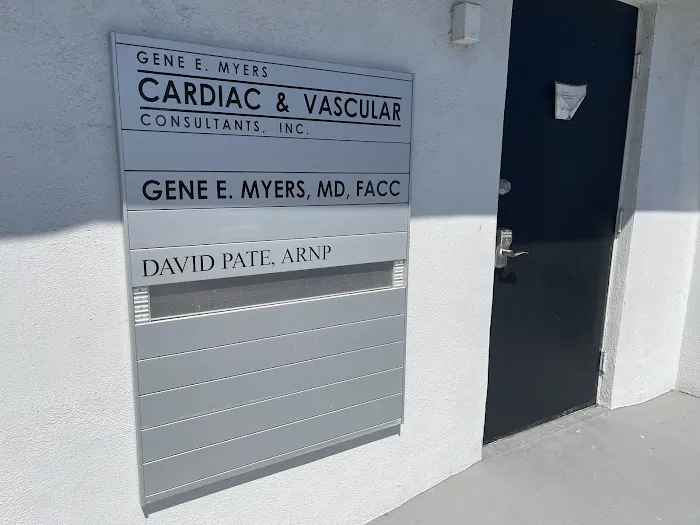 GENE E. MYERS
CARDIAC & VASCULAR
CONSULTANTS, INC.
GENE E. MYERS, MD, FACC
DAVID PATE, ARNP